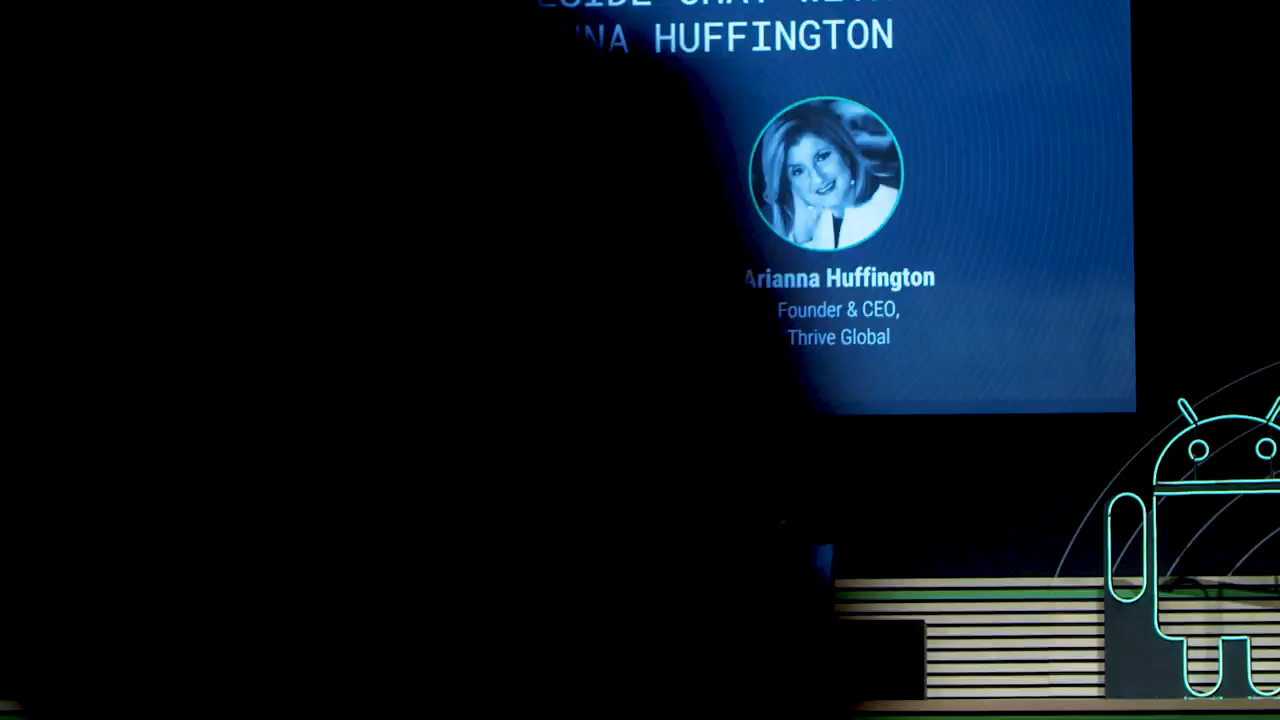 HUFFINGTON
Arianna Huffington
Founder & CEO,
Thrive Global